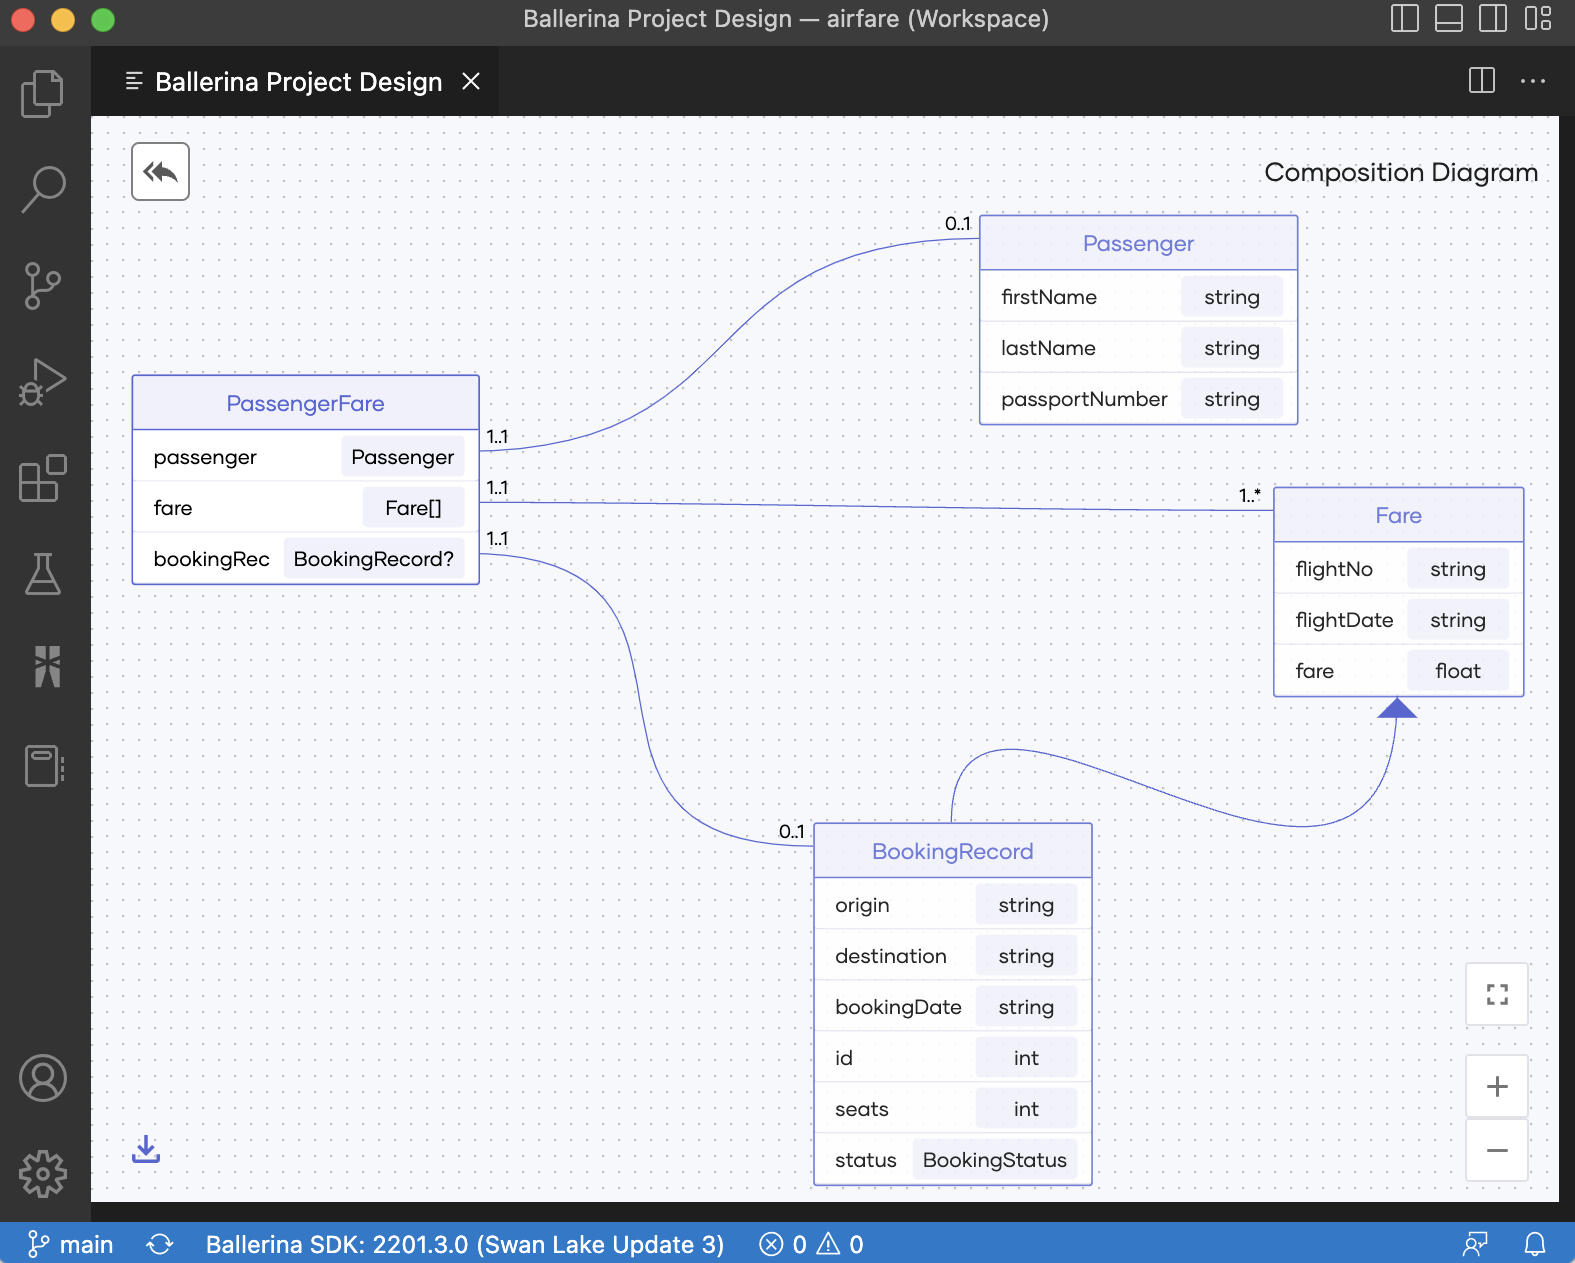 Ballerina Project Design — airfare (Workspace)
Ballerina Project Design
Composition Diagram
0..1
Passenger
firstName string
lastName string
passportNumber string
PassengerFare
passenger Passenger
fare Fare[]
bookingRec BookingRecord?
1..1
1..1
1..1
1..*
Fare
flightNo string
flightDate string
fare float
0..1
BookingRecord
origin string
destination string
bookingDate string
id int
seats int
status BookingStatus
main Ballerina SDK: 2201.3.0 (Swan Lake Update 3) 0 0